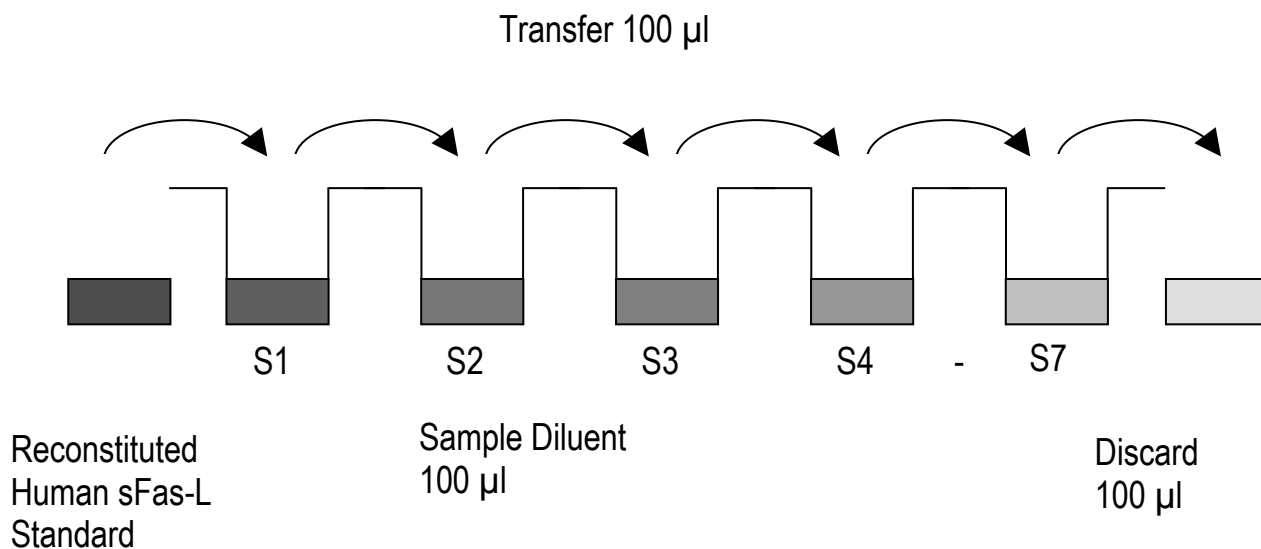 Transfer 100 µl
S1 S2 S3 S4 - S7
Reconstituted
Human sFas-L
Standard
Sample Diluent
100 µl
Discard
100 µl